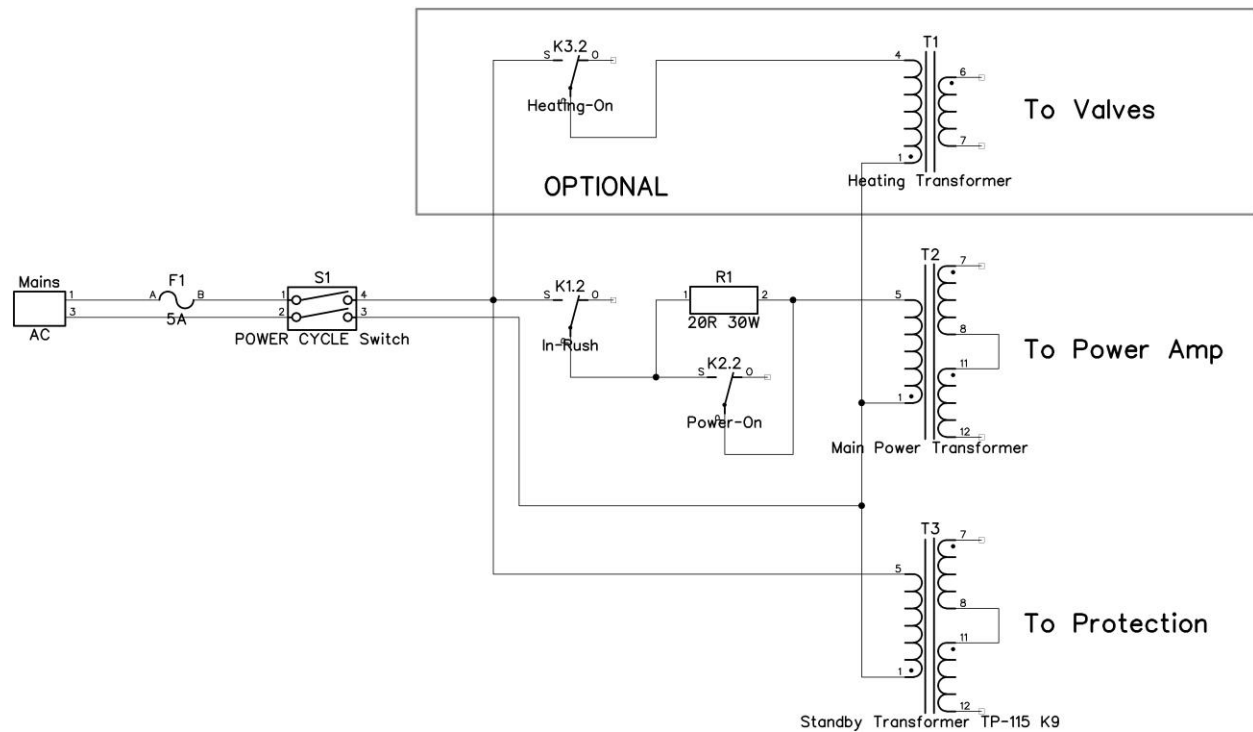 T1
K3.2
S
O
4
6
P
Heating-On
To Valves
7
1
OPTIONAL
Heating Transformer
T2
7
Mains
F1
S1
R1
1
A
B
1
4
S
K1.2
O
1
2
5
3
5A
2
3
20R 30W
AC
POWER CYCLE Switch
P
In-Rush
8
To Power Amp
K2.2
S
O
11
1
P
Power-On
12
Main Power Transformer
T3
7
5
8
To Protection
11
1
12
Standby Transformer TP-115 K9